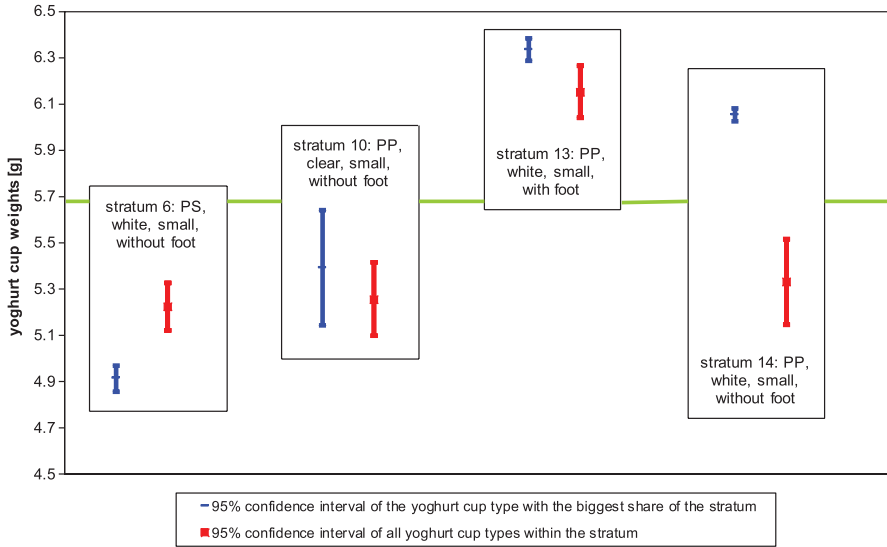 yoghurt cup weights [g]
6.5
6.3
6.1
5.9
5.7
5.5
5.3
5.1
4.9
4.7
4.5
stratum 6: PS,
white, small,
without foot
stratum 10: PP,
clear, small,
without foot
stratum 13: PP,
white, small,
with foot
stratum 14: PP,
white, small,
without foot
95% confidence interval of the yoghurt cup type with the biggest share of the stratum
95% confidence interval of all yoghurt cup types within the stratum